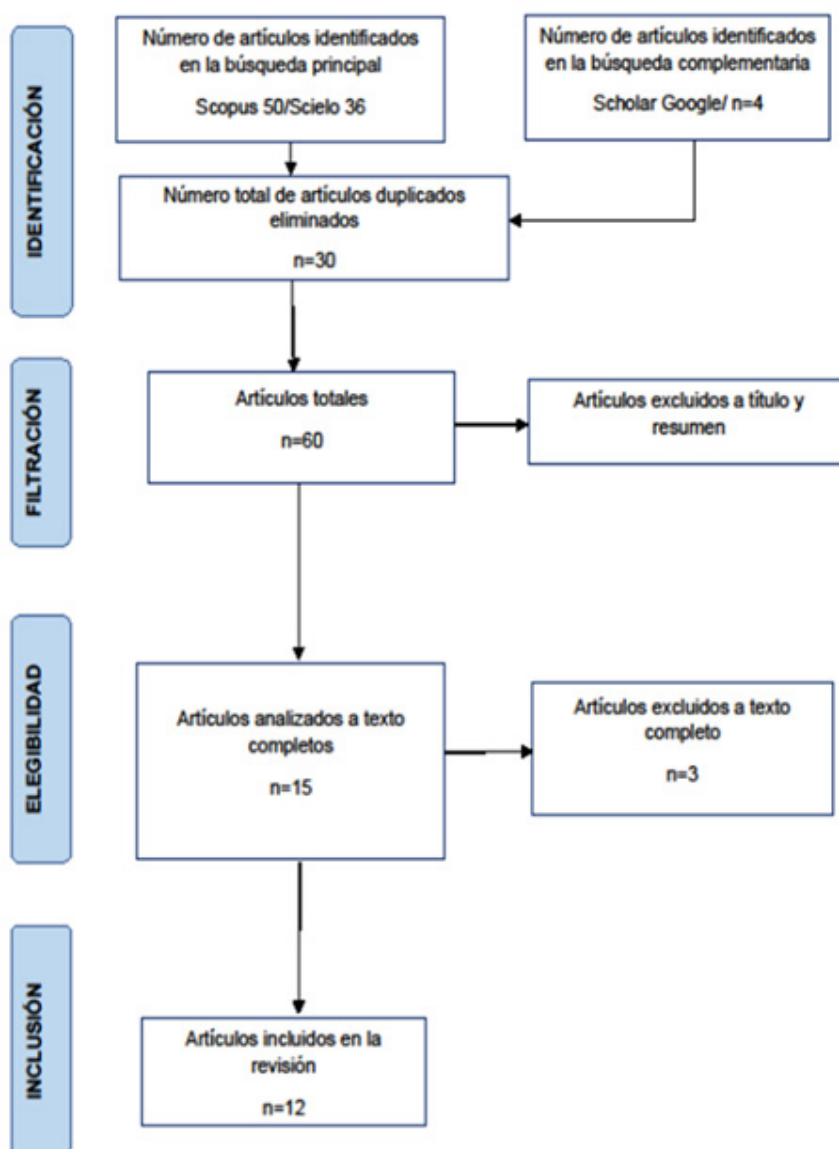 IDENTIFICACIÓN
Número de artículos identificados
en la búsqueda principal
Scopus 50/Scielo 36
Número de artículos identificados
en la búsqueda complementaria
Scholar Google/ n=4
Número total de artículos duplicados
eliminados
n=30
FILTRACIÓN
Artículos totales
n=60
Artículos excluidos a título y
resumen
ELEGIBILIDAD
Artículos analizados a texto
completos
n=15
Artículos excluidos a texto
completo
n=3
INCLUSIÓN
Artículos incluidos en la
revisión
n=12